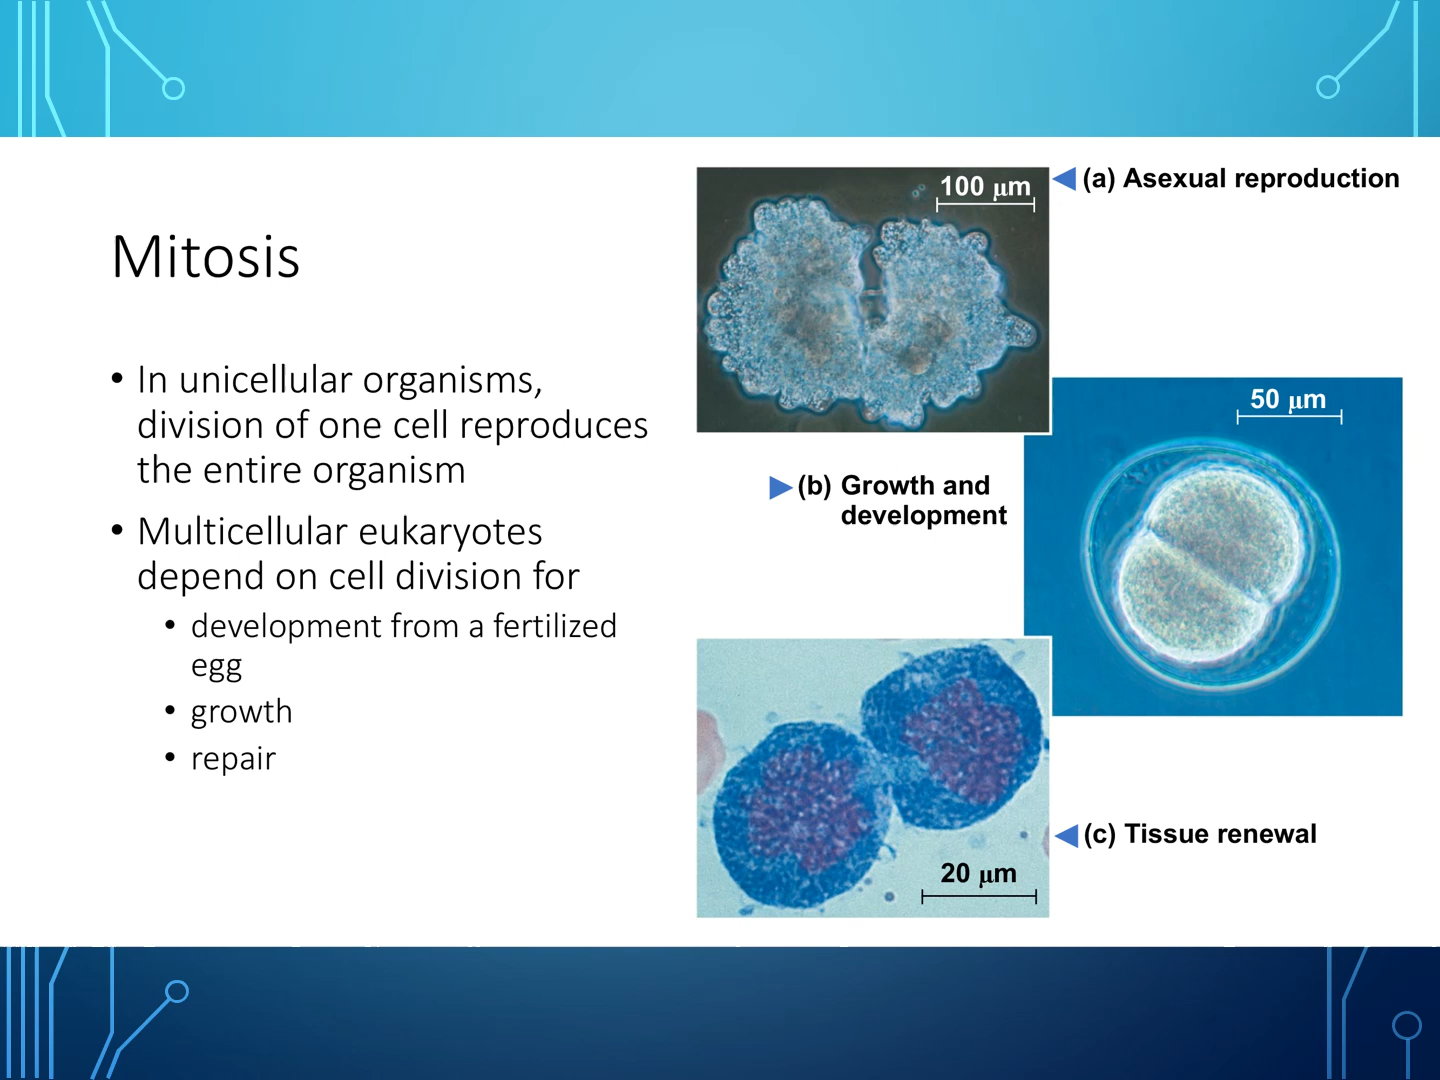 Mitosis
• In unicellular organisms,
division of one cell reproduces
the entire organism
• Multicellular eukaryotes
depend on cell division for
• development from a fertilized
egg
• growth
• repair
100 μm
(a) Asexual reproduction
50 μm
(b) Growth and
development
20 μm
(c) Tissue renewal